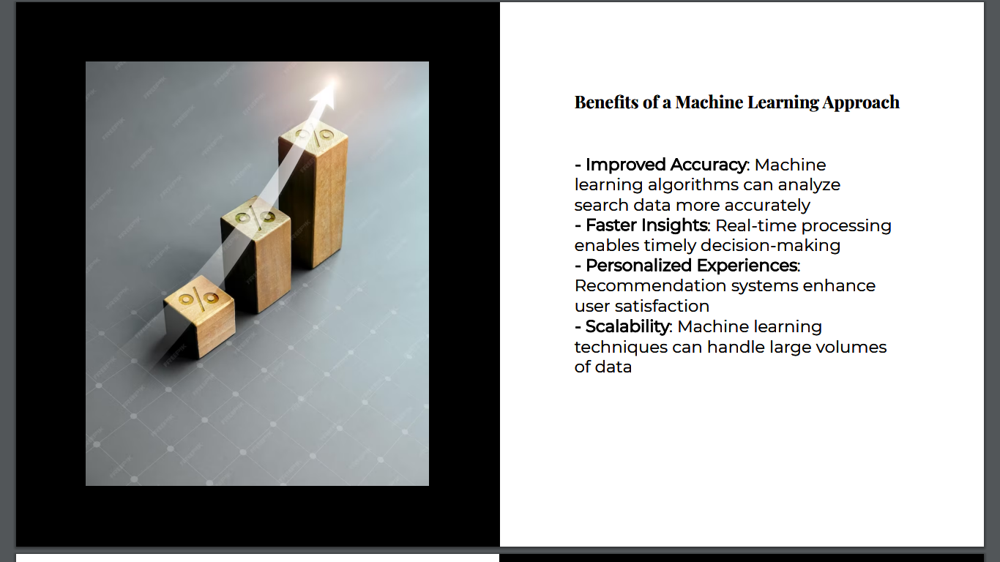 Benefits of a Machine Learning Approach
- Improved Accuracy: Machine
learning algorithms can analyze
search data more accurately
- Faster Insights: Real-time processing
enables timely decision-making
- Personalized Experiences:
Recommendation systems enhance
user satisfaction
- Scalability: Machine learning
techniques can handle large volumes
of data
%
%
%